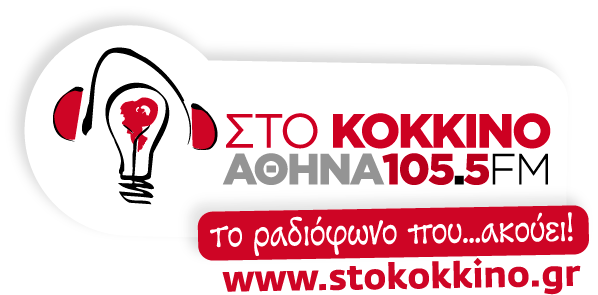 ΣΤΟ ΚΟΚΚΙΝΟ
ΑΘΗΝΑ105.5FM
το ραδιόφωνο που...ακούει!
www.stokokkino.gr